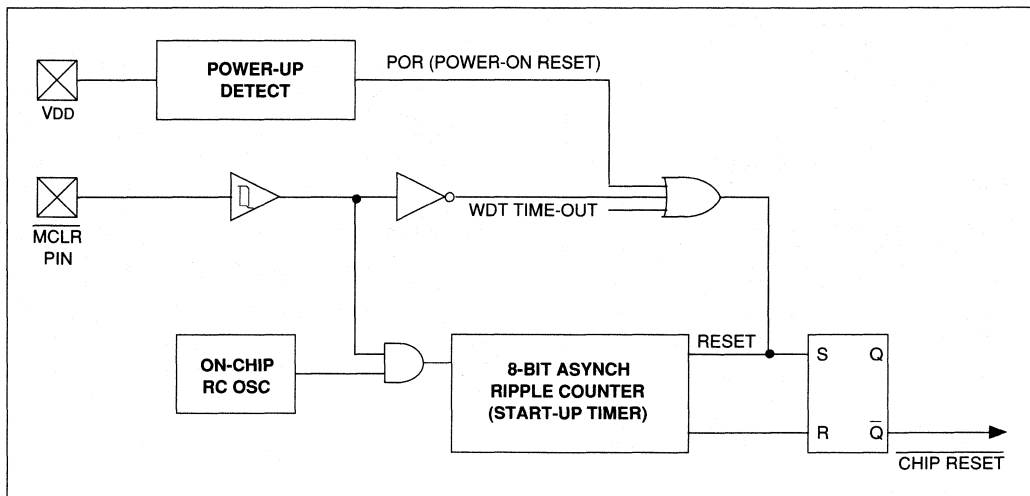 POWER-UP
DETECT
POR (POWER-ON RESET)
VDD
MCLR
PIN
WDT TIME-OUT
ON-CHIP
RC OSC
8-BIT ASYNCH
RIPPLE COUNTER
(START-UP TIMER)
RESET
S Q
R Q̅
CHIP RESET